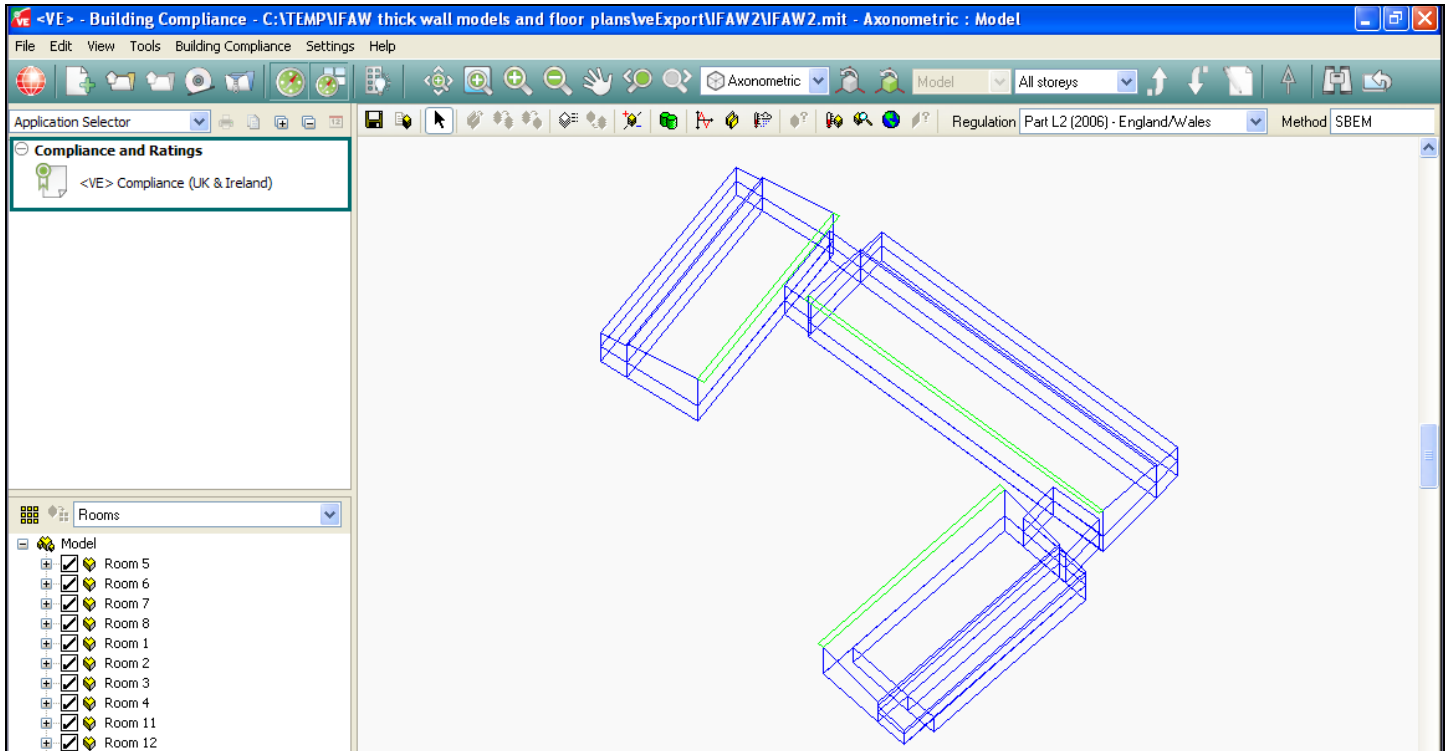 <VE> - Building Compliance - C:\TEMP\IFAW thick wall models and floor plans\veExport\IFAW2\IFAW2.mit - Axonometric : Model
File Edit View Tools Building Compliance Settings Help
Axonometric Model All storeys
Application Selector Regulation Part L2 (2006) - England/Wales Method SBEM
Compliance and Ratings
<VE> Compliance (UK & Ireland)
Rooms
Model
Room 5
Room 6
Room 7
Room 8
Room 1
Room 2
Room 3
Room 4
Room 11
Room 12